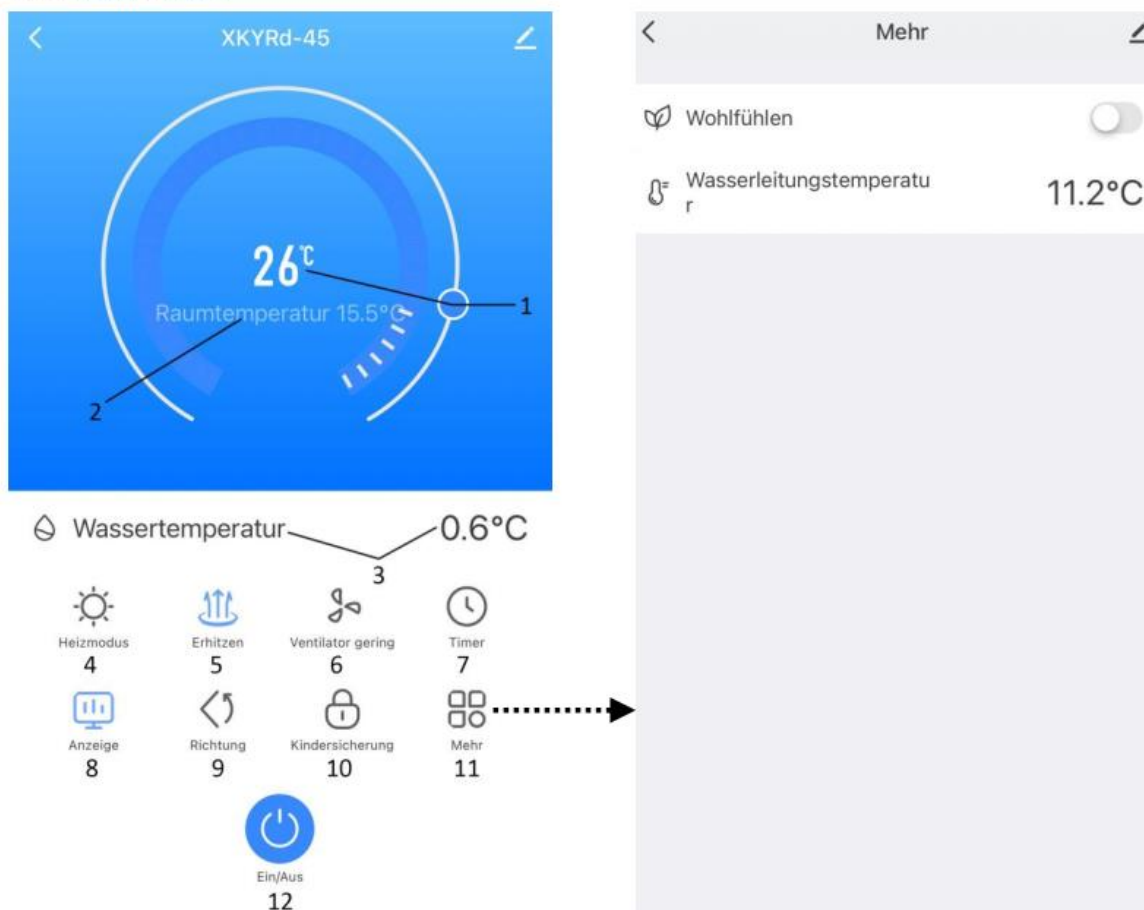 XKYRd-45
26°C
Raumtemperatur 15.5°C
1
2
Wassertemperatur 0.6°C
3
Heizmodus Erhitzen Ventilator gering Timer
4 5 6 7
Anzeige Richtung Kindersicherung Mehr
8 9 10 11
Ein/Aus
12
Mehr
Wohlfühlen
Wasserleitungstemperatu
r
11.2°C